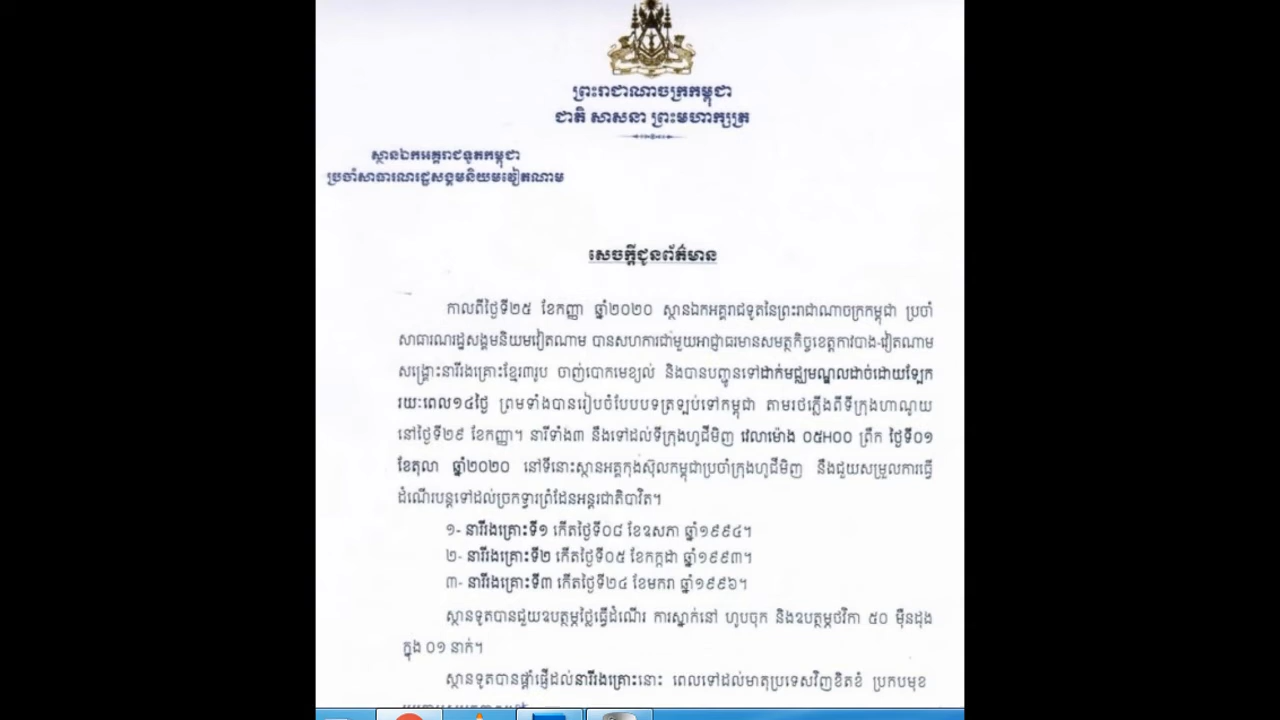 ព្រះរាជាណាចក្រកម្ពុជា
ជាតិ សាសនា ព្រះមហាក្សត្រ
ស្ថានឯកអគ្គរាជទូតកម្ពុជា
ប្រចាំសាធារណរដ្ឋសង្គមនិយមវៀតណាម
សេចក្តីជូនព័ត៌មាន
កាលពីថ្ងៃទី២៥ ខែកញ្ញា ឆ្នាំ២០២០ ស្ថានឯកអគ្គរាជទូតនៃព្រះរាជាណាចក្រកម្ពុជា ប្រចាំ
សាធារណរដ្ឋសង្គមនិយមវៀតណាម បានសហការជាមួយអាជ្ញាធរមានសមត្ថកិច្ចខេត្តកាវបាង-វៀតណាម
សង្គ្រោះនារីរងគ្រោះខ្មែរ៣រូប ចាញ់បោកមេខ្យល់ និងបានបញ្ជូនទៅដាក់មជ្ឈមណ្ឌលដាច់ដោយឡែក
រយៈពេល១៤ថ្ងៃ ព្រមទាំងបានរៀបចំបែបបទត្រឡប់ទៅកម្ពុជា តាមរថភ្លើងពីទីក្រុងហាណូយ
នៅថ្ងៃទី២៩ ខែកញ្ញា។ នារីទាំង៣ នឹងទៅដល់ទីក្រុងហូជីមិញ វេលាម៉ោង ០៥H០០ ព្រឹក ថ្ងៃទី០១
ខែតុលា ឆ្នាំ២០២០ នៅទីនោះស្ថានអគ្គកុងស៊ុលកម្ពុជាប្រចាំក្រុងហូជីមិញ នឹងជួយសម្រួលការធ្វើ
ដំណើរបន្តទៅដល់ច្រកទ្វារព្រំដែនអន្តរជាតិបាវិត។
១- នារីរងគ្រោះទី១ កើតថ្ងៃទី០៨ ខែឧសភា ឆ្នាំ១៩៩៤។
២- នារីរងគ្រោះទី២ កើតថ្ងៃទី០៥ ខែកក្កដា ឆ្នាំ១៩៩៣។
៣- នារីរងគ្រោះទី៣ កើតថ្ងៃទី២៤ ខែមករា ឆ្នាំ១៩៩៦។
ស្ថានទូតបានជួយឧបត្ថម្ភថ្លៃធ្វើដំណើរ ការស្នាក់នៅ ហូបចុក និងឧបត្ថម្ភថវិកា ៥០ ម៉ឺនដុង
ក្នុង ០១ នាក់។
ស្ថានទូតបានផ្តាំផ្ញើដល់នារីរងគ្រោះនោះ ពេលទៅដល់មាតុប្រទេសវិញខិតខំ ប្រកបមុខ